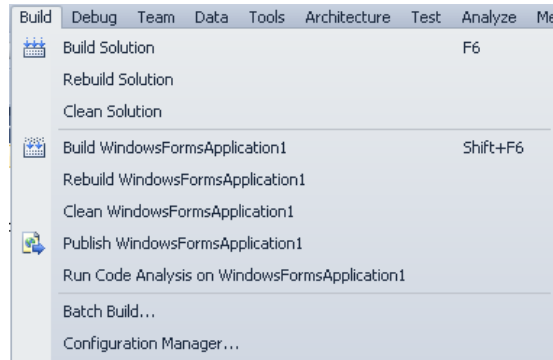 Build Debug Team Data Tools Architecture Test Analyze Me
Build Solution F6
Rebuild Solution
Clean Solution
Build WindowsFormsApplication1 Shift+F6
Rebuild WindowsFormsApplication1
Clean WindowsFormsApplication1
Publish WindowsFormsApplication1
Run Code Analysis on WindowsFormsApplication1
Batch Build...
Configuration Manager...